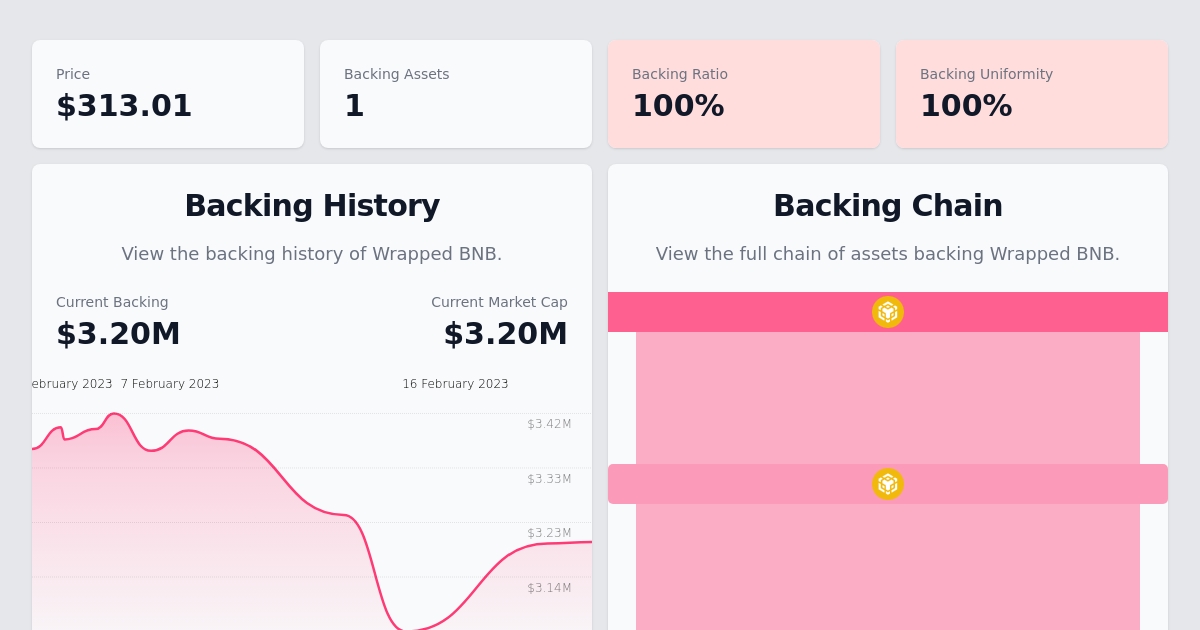 Price
$313.01
Backing Assets
1
Backing Ratio
100%
Backing Uniformity
100%
Backing History
View the backing history of Wrapped BNB.
Current Backing
$3.20M
Current Market Cap
$3.20M
ebruary 2023
7 February 2023
16 February 2023
$3.42M
$3.33M
$3.23M
$3.14M
Backing Chain
View the full chain of assets backing Wrapped BNB.